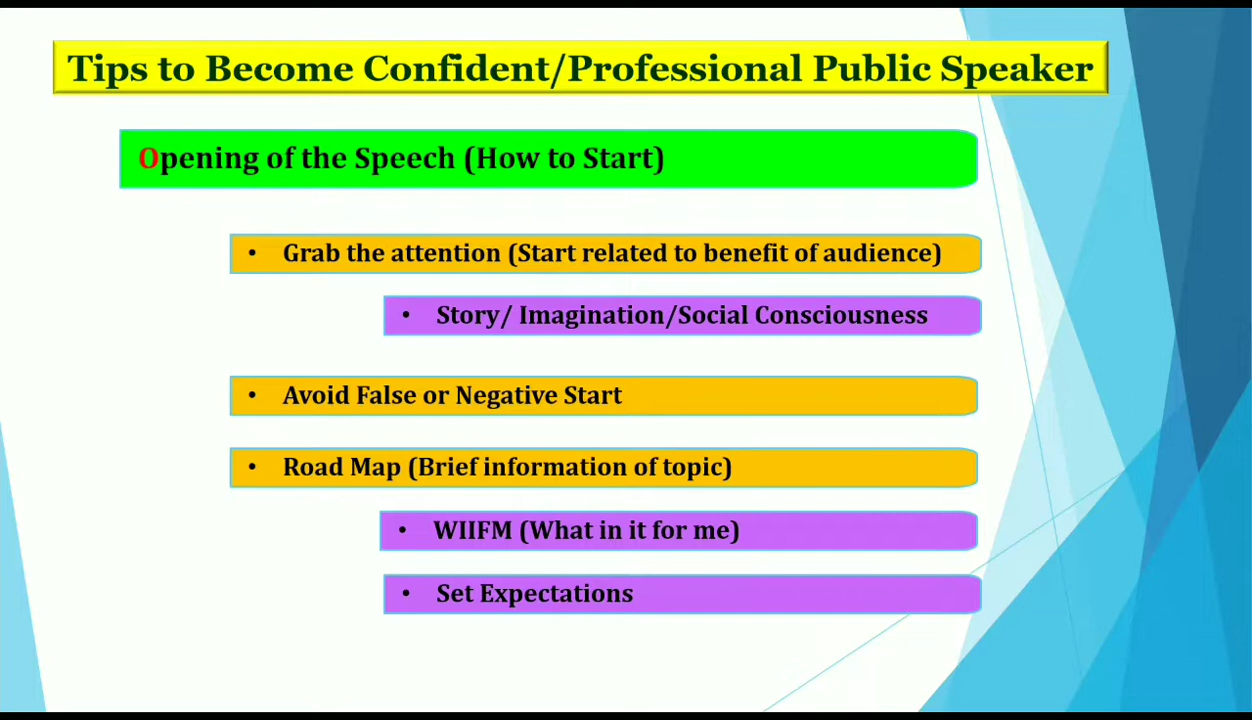 Tips to Become Confident/Professional Public Speaker
Opening of the Speech (How to Start)
• Grab the attention (Start related to benefit of audience)
• Story/ Imagination/Social Consciousness
• Avoid False or Negative Start
• Road Map (Brief information of topic)
• WIIFM (What in it for me)
• Set Expectations